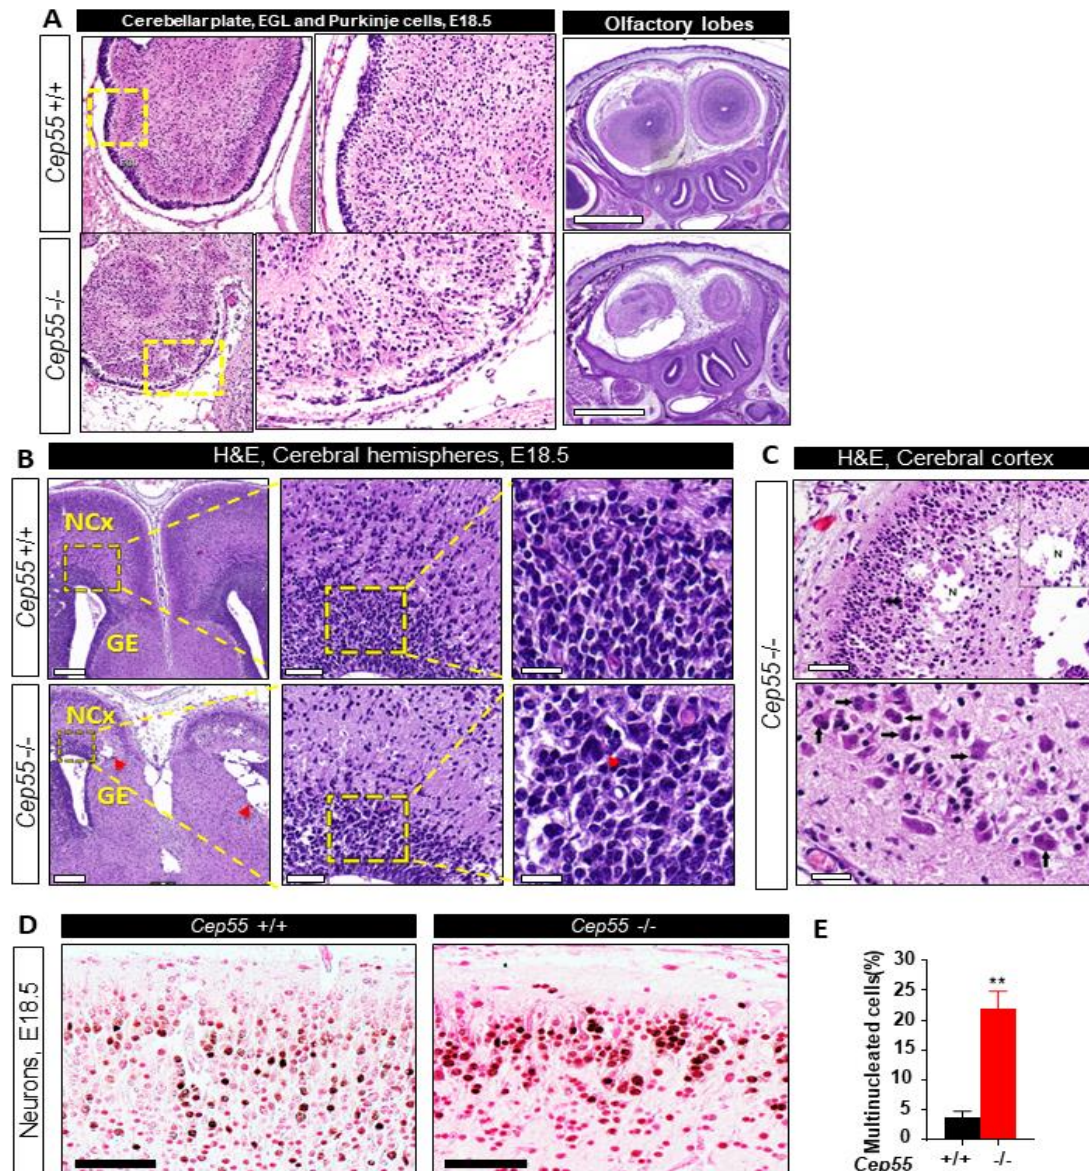 A
Cerebellar plate, EGL and Purkinje cells, E18.5
Olfactory lobes
Cep55 +/+
EGL
Cep55 -/-
B
H&E, Cerebral hemispheres, E18.5
Cep55 +/+
NCx
GE
Cep55 -/-
NCx
GE
C
H&E, Cerebral cortex
Cep55 -/-
N
N
D
Cep55 +/+
Cep55 -/-
Neurons, E18.5
E
Multinucleated cells(%)
30
25
20
15
10
5
0
**
Cep55 +/+ -/-